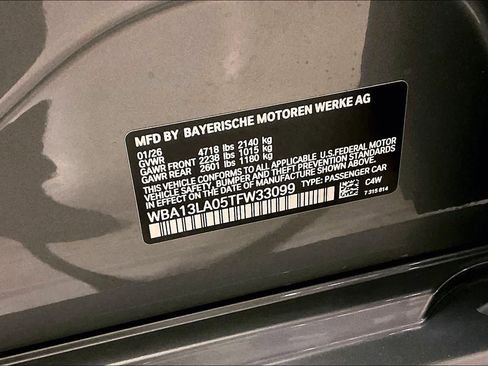 MFD BY BAYERISCHE MOTOREN WERKE AG
01/26 4718 lbs 2140 kg
GVWR
GAWR FRONT 2238 lbs 1015 kg
GAWR REAR 2601 lbs 1180 kg
THIS VEHICLE CONFORMS TO ALL APPLICABLE U.S.FEDERAL MOTOR
VEHICLE SAFETY, BUMPER AND THEFT STANDARDS IN EFFECT
ON THE DATE OF MANUFACTURE SHOWN ABOVE.
WBA13LA05TFW33099 TYPE: PASSENGER CAR
C4W
7 315 814